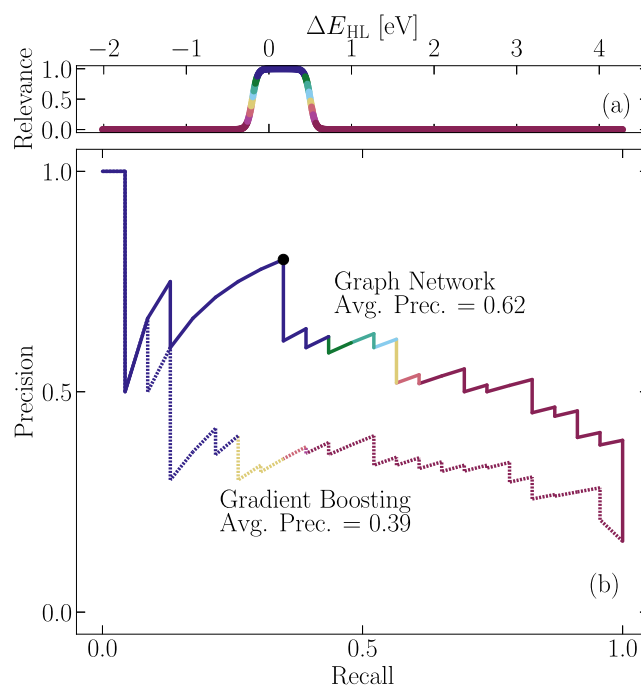 ΔE_HL [eV]
−2 −1 0 1 2 3 4
Relevance
1.0
0.5
0.0
(a)
Precision
1.0
0.5
0.0
Graph Network
Avg. Prec. = 0.62
Gradient Boosting
Avg. Prec. = 0.39
(b)
0.0 0.5 1.0
Recall